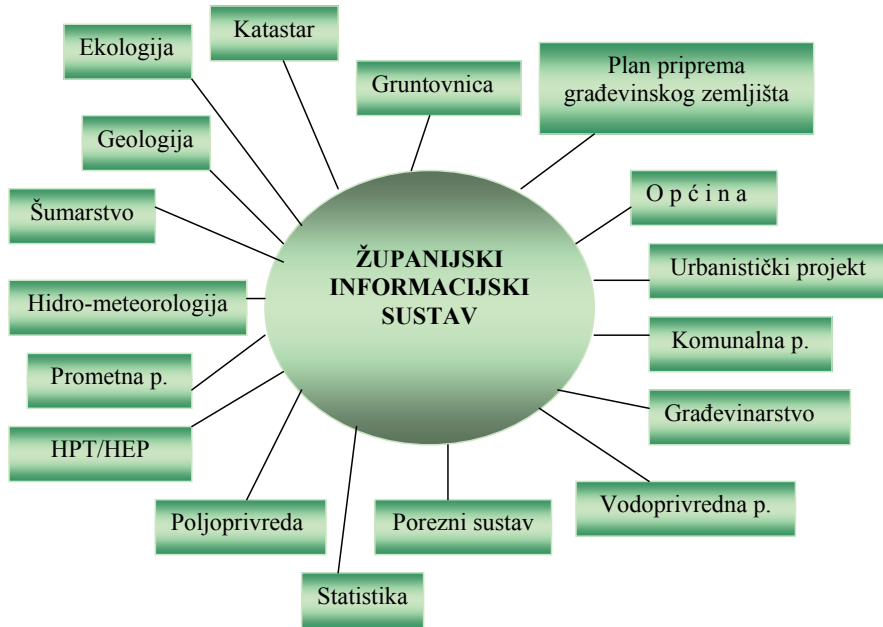 Katastar
Ekologija
Gruntovnica
Plan priprema
građevinskog zemljišta
Geologija
Šumarstvo
O p ć i n a
ŽUPANIJSKI
INFORMACIJSKI
SUSTAV
Urbanistički projekt
Hidro-meteorologija
Komunalna p.
Prometna p.
Građevinarstvo
HPT/HEP
Vodoprivredna p.
Poljoprivreda
Porezni sustav
Statistika